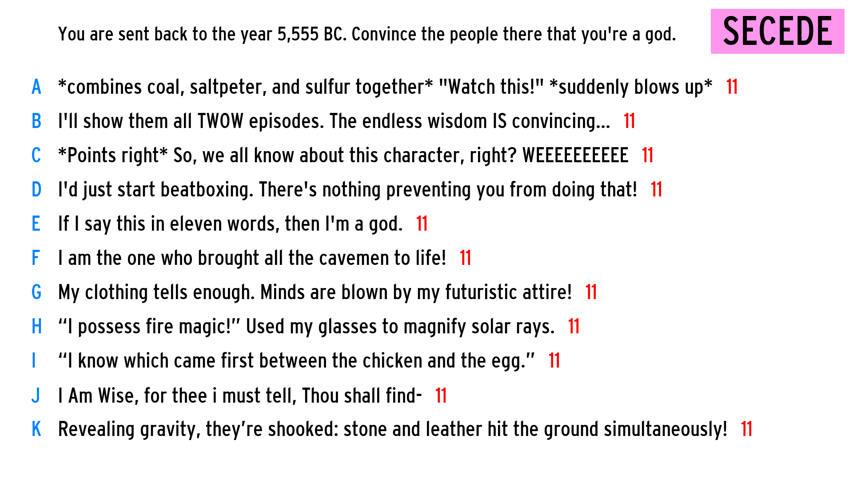 You are sent back to the year 5,555 BC. Convince the people there that you're a god.
SECEDE
A *combines coal, saltpeter, and sulfur together* "Watch this!" *suddenly blows up* 11
B I'll show them all TWOW episodes. The endless wisdom IS convincing... 11
C *Points right* So, we all know about this character, right? WEEEEEEEEEE 11
D I'd just start beatboxing. There's nothing preventing you from doing that! 11
E If I say this in eleven words, then I'm a god. 11
F I am the one who brought all the cavemen to life! 11
G My clothing tells enough. Minds are blown by my futuristic attire! 11
H “I possess fire magic!” Used my glasses to magnify solar rays. 11
I “I know which came first between the chicken and the egg.” 11
J I Am Wise, for thee i must tell, Thou shall find- 11
K Revealing gravity, they’re shooked: stone and leather hit the ground simultaneously! 11